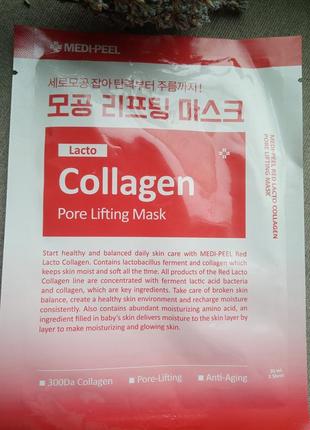 MEDI-PEEL
세로모공 잡아 탄력부터 주름까지!
모공 리프팅 마스크
Lacto
Collagen
Pore Lifting Mask
Start healthy and balanced daily skin care with MEDI-PEEL Red
Lacto Collagen. Contains lactobacillus ferment and collagen which
keeps skin moist and soft all the time. All products of the Red Lacto
Collagen line are concentrated with ferment lactic acid bacteria
and collagen, which are key ingredients. Take care of broken skin
balance, create a healthy skin environment and recharge moisture
consistently. Also contains abundant moisturizing amino acid, an
ingredient filled in baby's skin delivers moisture to the skin layer by
layer to make moisturizing and glowing skin.
300Da Collagen
Pore-Lifting
Anti-Aging
30 ml
1 Sheet
MEDI-PEEL RED LACTO COLLAGEN
PORE LIFTING MASK